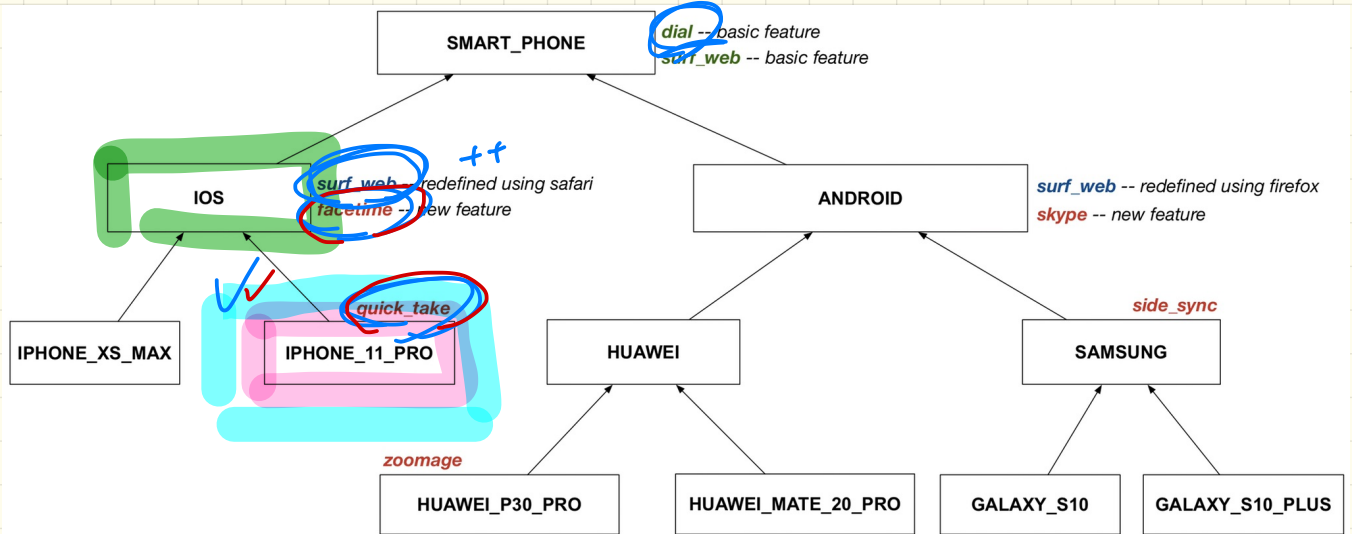 SMART_PHONE
dial -- basic feature
surf_web -- basic feature
++
IOS
surf_web -- redefined using safari
facetime -- new feature
ANDROID
surf_web -- redefined using firefox
skype -- new feature
quick_take
side_sync
IPHONE_XS_MAX
IPHONE_11_PRO
HUAWEI
SAMSUNG
zoomage
HUAWEI_P30_PRO
HUAWEI_MATE_20_PRO
GALAXY_S10
GALAXY_S10_PLUS